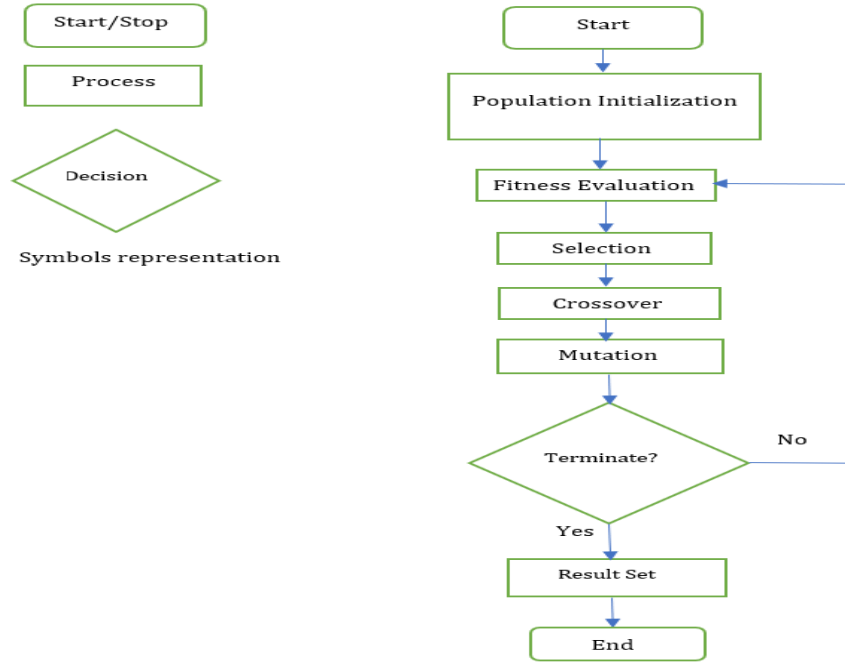 Start/Stop
Process
Decision
Symbols representation
Start
Population Initialization
Fitness Evaluation
Selection
Crossover
Mutation
Terminate?
No
Yes
Result Set
End